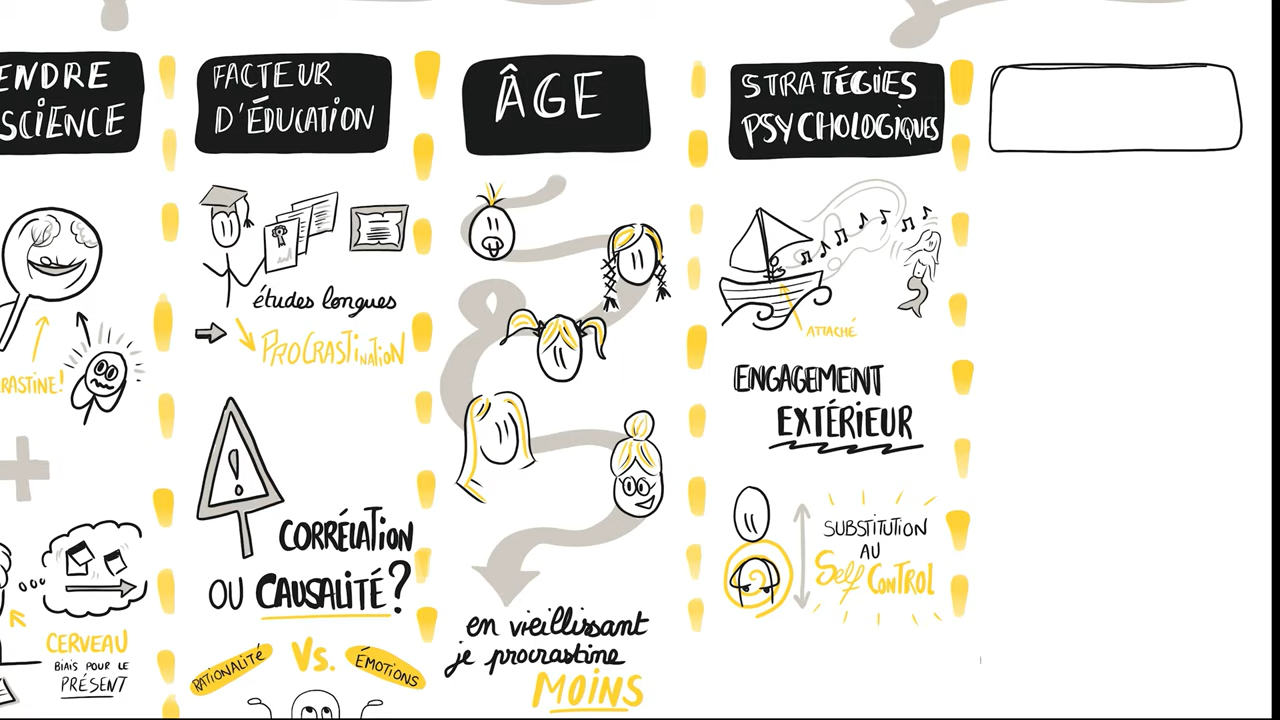 ENDRE
SCIENCE
RASTINE!
CERVEAU
BIAIS POUR LE
PRÉSENT
FACTEUR
D'ÉDUCATION
études longues
PROCRASTINATION
!
CORRÉLATION
OU CAUSALITÉ?
RATIONALITÉ Vs. ÉMOTIONS
ÂGE
en vieillissant
je procrastine
MOINS
STRATÉGIES
PSYCHOLOGIQUES
ATTACHÉ
ENGAGEMENT
EXTÉRIEUR
SUBSTITUTION
AU
Self CONTROL